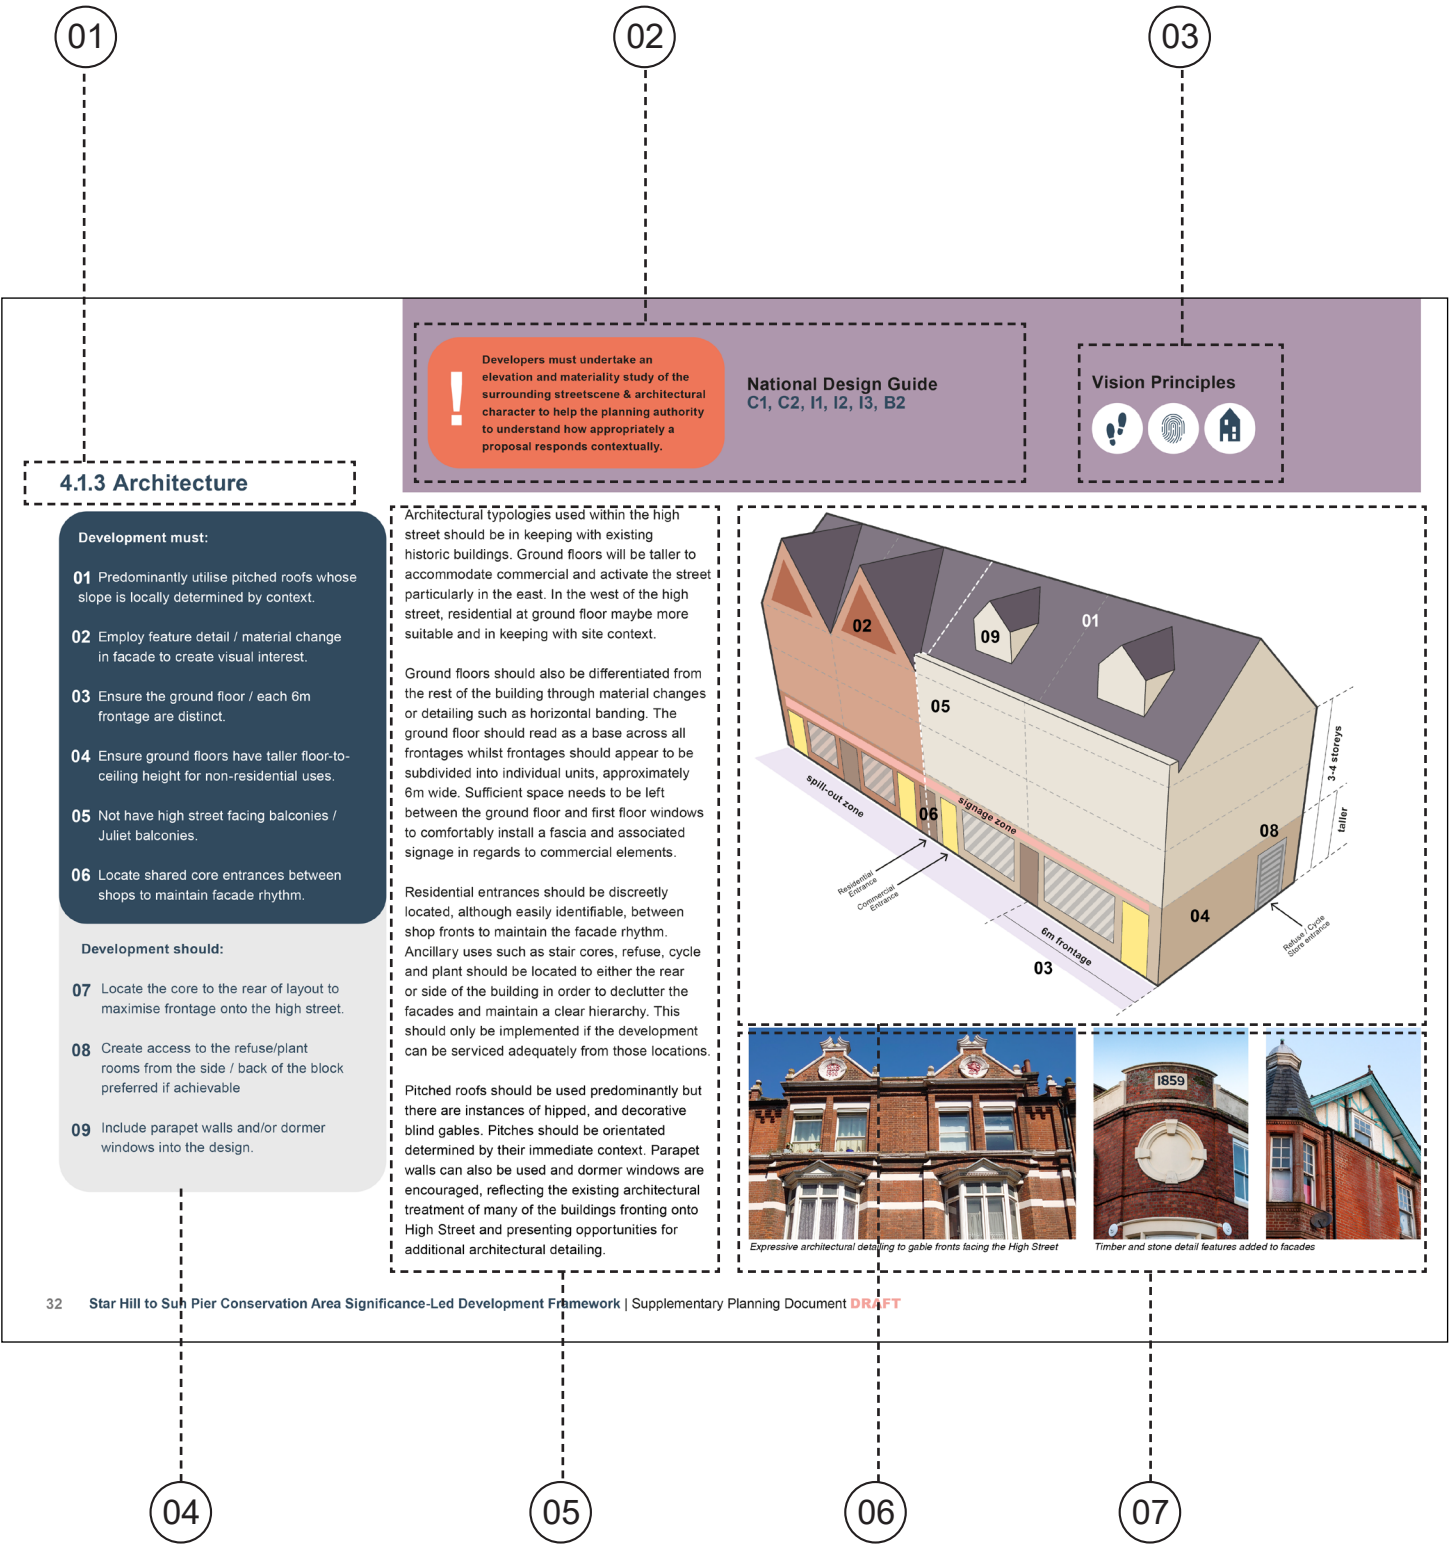 01
02
03
Developers must undertake an
elevation and materiality study of the
surrounding streetscene & architectural
character to help the planning authority
to understand how appropriately a
proposal responds contextually.
!
National Design Guide
C1, C2, I1, I2, I3, B2
Vision Principles
4.1.3 Architecture
Development must:
01 Predominantly utilise pitched roofs whose
slope is locally determined by context.
02 Employ feature detail / material change
in facade to create visual interest.
03 Ensure the ground floor / each 6m
frontage are distinct.
04 Ensure ground floors have taller floor-to-
ceiling height for non-residential uses.
05 Not have high street facing balconies /
Juliet balconies.
06 Locate shared core entrances between
shops to maintain facade rhythm.
Development should:
07 Locate the core to the rear of layout to
maximise frontage onto the high street.
08 Create access to the refuse/plant
rooms from the side / back of the block
preferred if achievable
09 Include parapet walls and/or dormer
windows into the design.
Architectural typologies used within the high
street should be in keeping with existing
historic buildings. Ground floors will be taller to
accommodate commercial and activate the street
particularly in the east. In the west of the high
street, residential at ground floor maybe more
suitable and in keeping with site context.
Ground floors should also be differentiated from
the rest of the building through material changes
or detailing such as horizontal banding. The
ground floor should read as a base across all
frontages whilst frontages should appear to be
subdivided into individual units, approximately
6m wide. Sufficient space needs to be left
between the ground floor and first floor windows
to comfortably install a fascia and associated
signage in regards to commercial elements.
Residential entrances should be discreetly
located, although easily identifiable, between
shop fronts to maintain the facade rhythm.
Ancillary uses such as stair cores, refuse, cycle
and plant should be located to either the rear
or side of the building in order to declutter the
facades and maintain a clear hierarchy. This
should only be implemented if the development
can be serviced adequately from those locations.
Pitched roofs should be used predominantly but
there are instances of hipped, and decorative
blind gables. Pitches should be orientated
determined by their immediate context. Parapet
walls can also be used and dormer windows are
encouraged, reflecting the existing architectural
treatment of many of the buildings fronting onto
High Street and presenting opportunities for
additional architectural detailing.
01
02
09
05
3-4 storeys
taller
spill-out zone
signage zone
06
08
Residential
Entrance
Commercial
Entrance
04
6m frontage
03
Refuse / Cycle
Store entrance
1859
Expressive architectural detailing to gable fronts facing the High Street
Timber and stone detail features added to facades
32 Star Hill to Sun Pier Conservation Area Significance-Led Development Framework | Supplementary Planning Document DRAFT
04
05
06
07